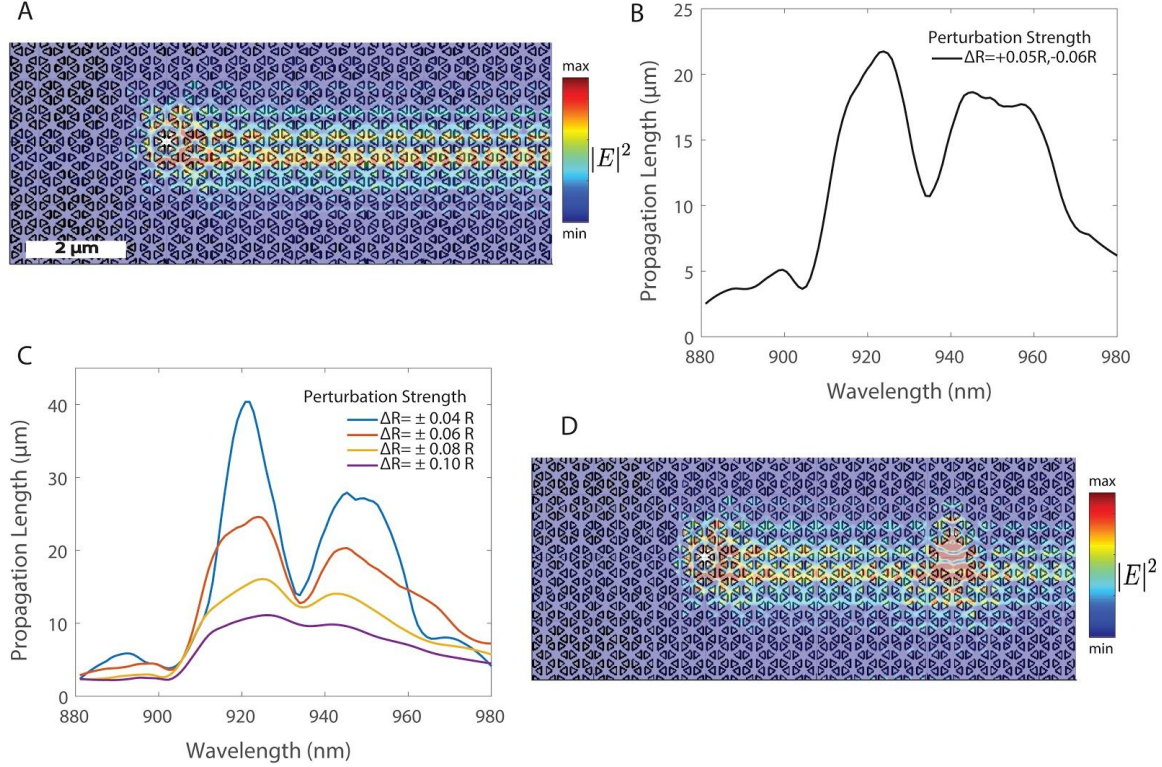 A
max
|E|²
min
2 µm
B
25
20
15
10
5
0
880
900
920
940
960
980
Propagation Length (µm)
Wavelength (nm)
Perturbation Strength
ΔR=+0.05R,-0.06R
C
40
30
20
10
0
880
900
920
940
960
980
Propagation Length (µm)
Wavelength (nm)
Perturbation Strength
ΔR= ± 0.04 R
ΔR= ± 0.06 R
ΔR= ± 0.08 R
ΔR= ± 0.10 R
D
max
|E|²
min